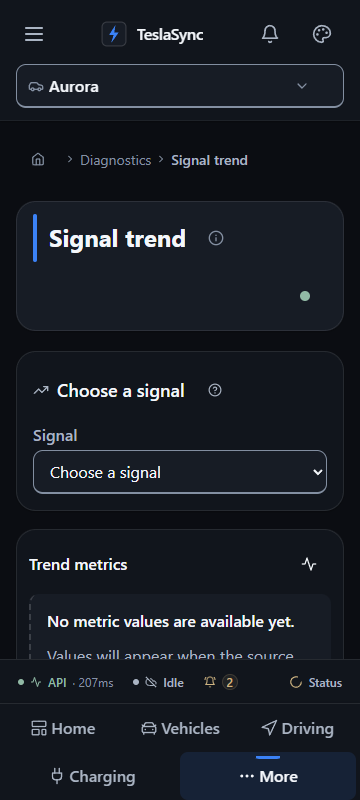 TeslaSync
Aurora
Diagnostics Signal trend
Signal trend
Choose a signal
Signal
Choose a signal
Trend metrics
No metric values are available yet.
Values will appear when the source
API · 207ms Idle 2 Status
Home Vehicles Driving
Charging More